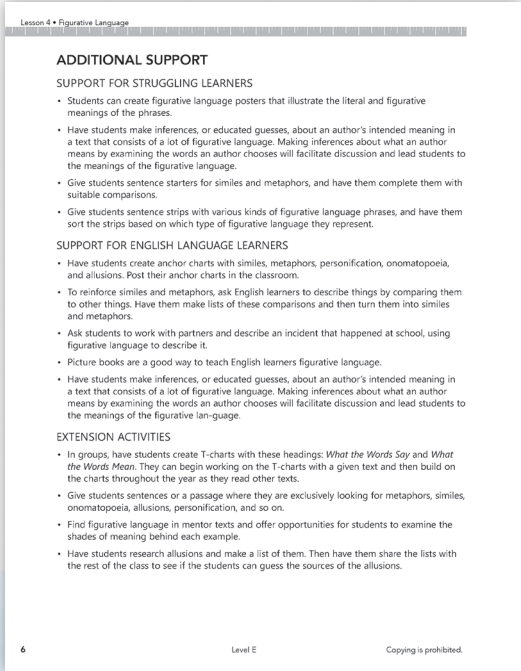 Lesson 4 • Figurative Language
ADDITIONAL SUPPORT
SUPPORT FOR STRUGGLING LEARNERS
• Students can create figurative language posters that illustrate the literal and figurative
meanings of the phrases.
• Have students make inferences, or educated guesses, about an author's intended meaning in
a text that consists of a lot of figurative language. Making inferences about what an author
means by examining the words an author chooses will facilitate discussion and lead students to
the meanings of the figurative language.
• Give students sentence starters for similes and metaphors, and have them complete them with
suitable comparisons.
• Give students sentence strips with various kinds of figurative language phrases, and have them
sort the strips based on which type of figurative language they represent.
SUPPORT FOR ENGLISH LANGUAGE LEARNERS
• Have students create anchor charts with similes, metaphors, personification, onomatopoeia,
and allusions. Post their anchor charts in the classroom.
• To reinforce similes and metaphors, ask English learners to describe things by comparing them
to other things. Have them make lists of these comparisons and then turn them into similes
and metaphors.
• Ask students to work with partners and describe an incident that happened at school, using
figurative language to describe it.
• Picture books are a good way to teach English learners figurative language.
• Have students make inferences, or educated guesses, about an author's intended meaning in
a text that consists of a lot of figurative language. Making inferences about what an author
means by examining the words an author chooses will facilitate discussion and lead students to
the meanings of the figurative lan-guage.
EXTENSION ACTIVITIES
• In groups, have students create T-charts with these headings: What the Words Say and What
the Words Mean. They can begin working on the T-charts with a given text and then build on
the charts throughout the year as they read other texts.
• Give students sentences or a passage where they are exclusively looking for metaphors, similes,
onomatopoeia, allusions, personification, and so on.
• Find figurative language in mentor texts and offer opportunities for students to examine the
shades of meaning behind each example.
• Have students research allusions and make a list of them. Then have them share the lists with
the rest of the class to see if the students can guess the sources of the allusions.
6
Level E
Copying is prohibited.